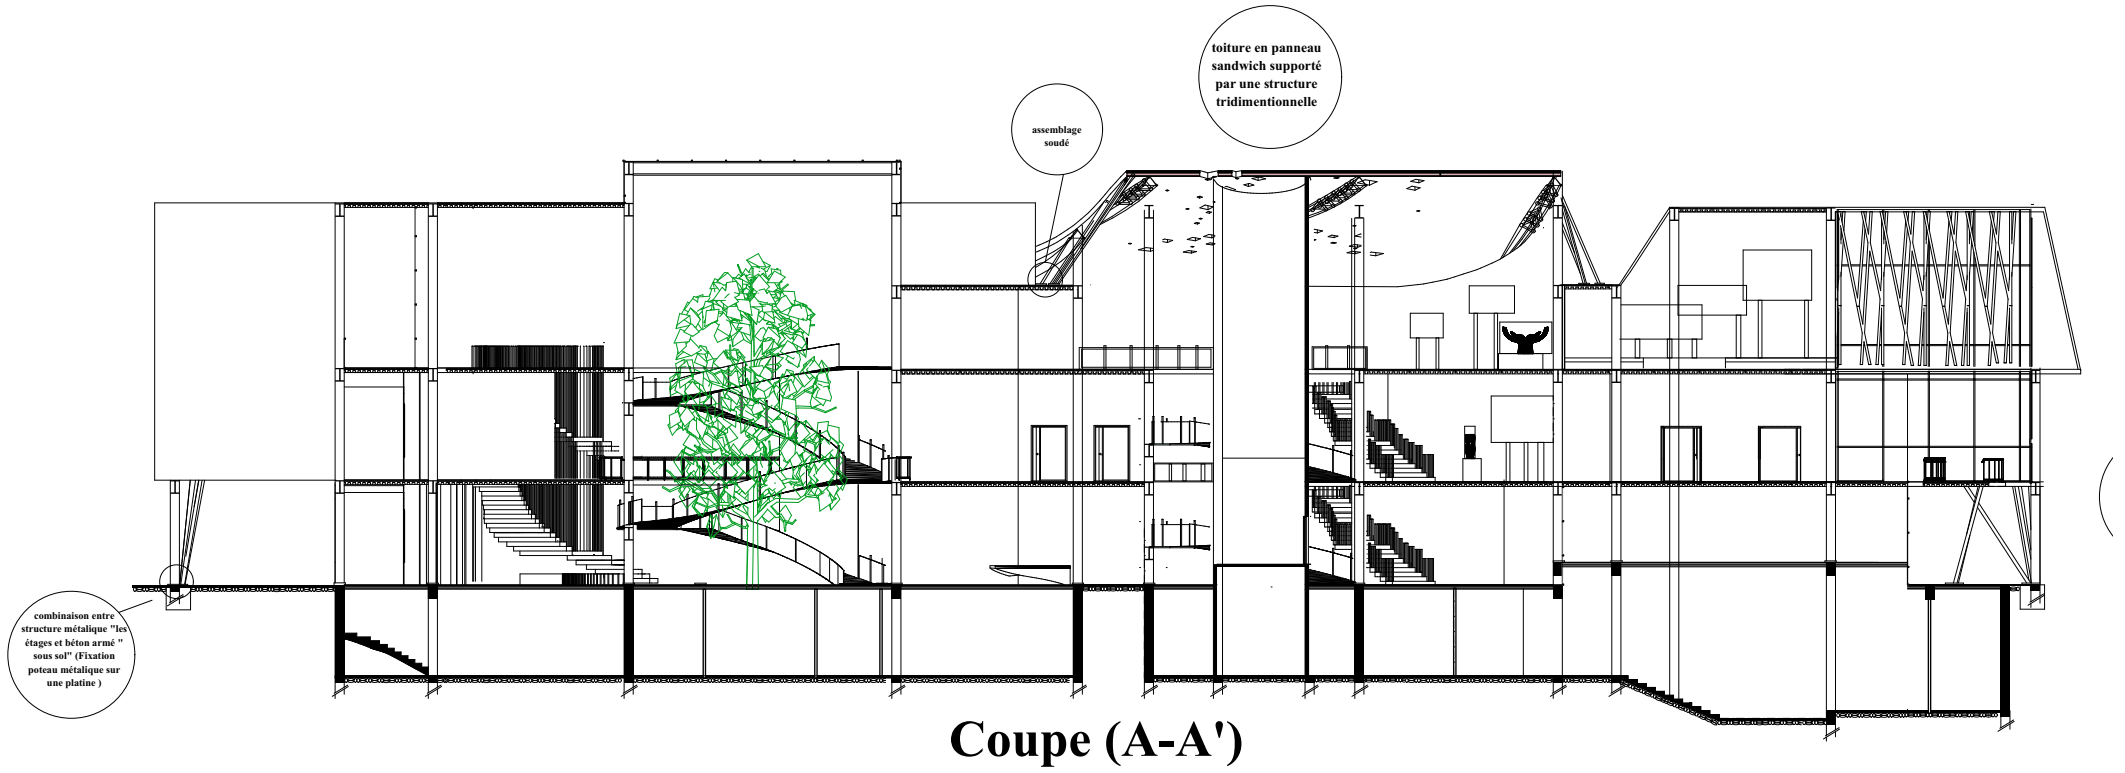 toiture en panneau
sandwich supporté
par une structure
tridimentionnelle
assemblage
soudé
combinaison entre
structure métalique "les
étages et béton armé "
sous sol" (Fixation
poteau métalique sur
une platine )
Coupe (A-A')